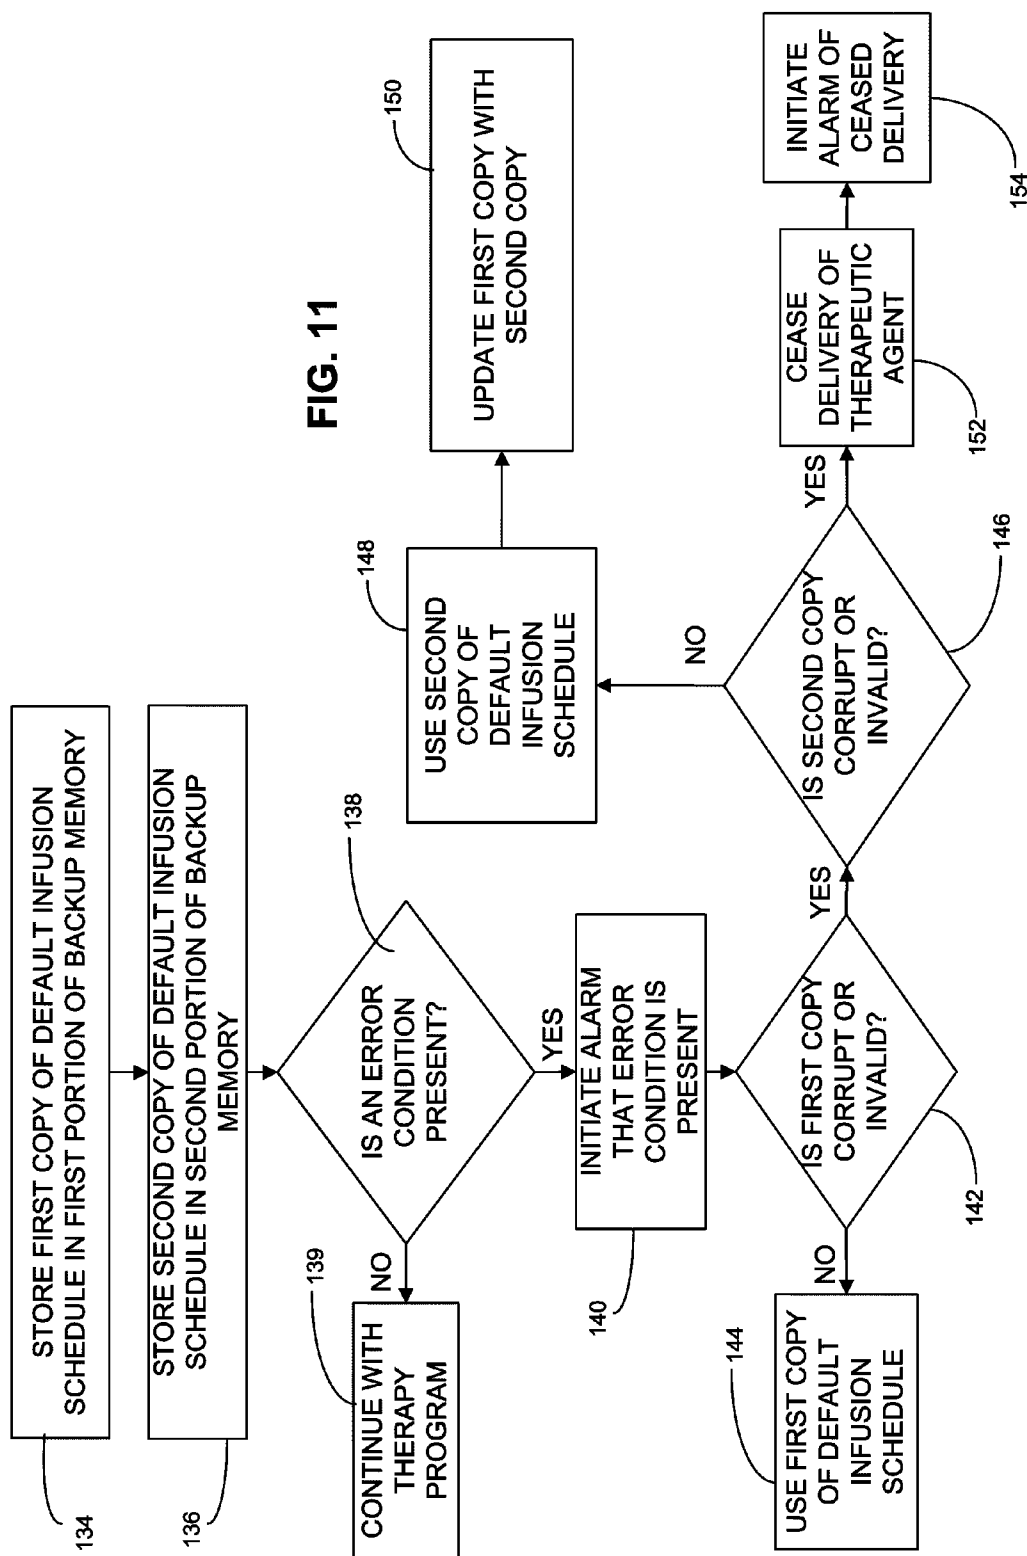 STORE FIRST COPY OF DEFAULT INFUSION
SCHEDULE IN FIRST PORTION OF BACKUP MEMORY
134
STORE SECOND COPY OF DEFAULT INFUSION
SCHEDULE IN SECOND PORTION OF BACKUP
MEMORY
136
IS AN ERROR
CONDITION
PRESENT?
138
NO
CONTINUE WITH
THERAPY
PROGRAM
139
YES
INITIATE ALARM
THAT ERROR
CONDITION IS
PRESENT
140
IS FIRST COPY
CORRUPT OR
INVALID?
142
NO
USE FIRST COPY
OF DEFAULT
INFUSION
SCHEDULE
144
YES
IS SECOND COPY
CORRUPT OR
INVALID?
146
NO
USE SECOND
COPY OF
DEFAULT
INFUSION
SCHEDULE
148
UPDATE FIRST COPY WITH
SECOND COPY
150
YES
CEASE
DELIVERY OF
THERAPEUTIC
AGENT
152
INITIATE
ALARM OF
CEASED
DELIVERY
154
FIG. 11